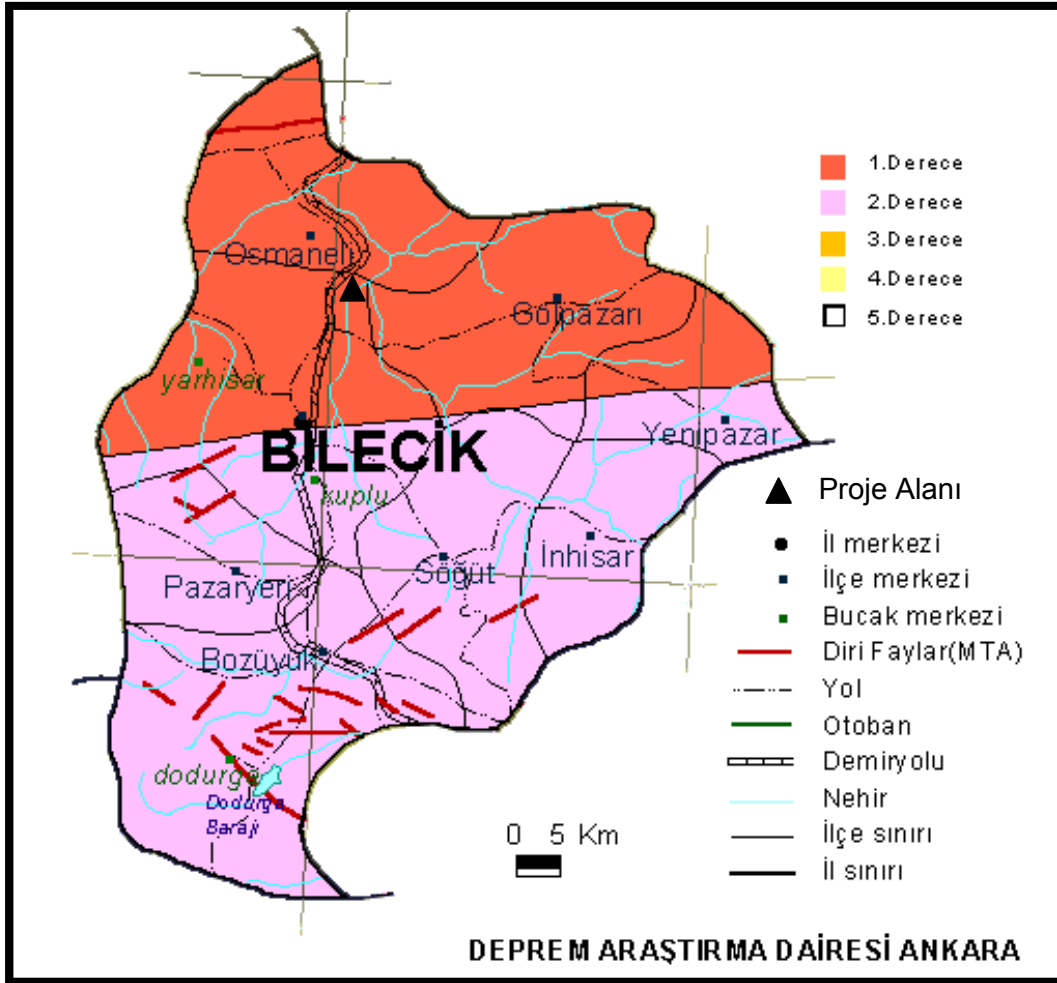 1.Derece
2.Derece
3.Derece
4.Derece
5.Derece
Osmaneli
Gölpazarı
yarhisar
BİLECİK
Yenipazar
kuplu
Pazaryeri
Söğüt
İnhisar
Bozüyük
dodurga
Dodurga
Barajı
Proje Alanı
İl merkezi
İlçe merkezi
Bucak merkezi
Diri Faylar(MTA)
Yol
Otoban
Demiryolu
Nehir
İlçe sınırı
İl sınırı
0 5 Km
DEPREM ARAŞTIRMA DAİRESİ ANKARA